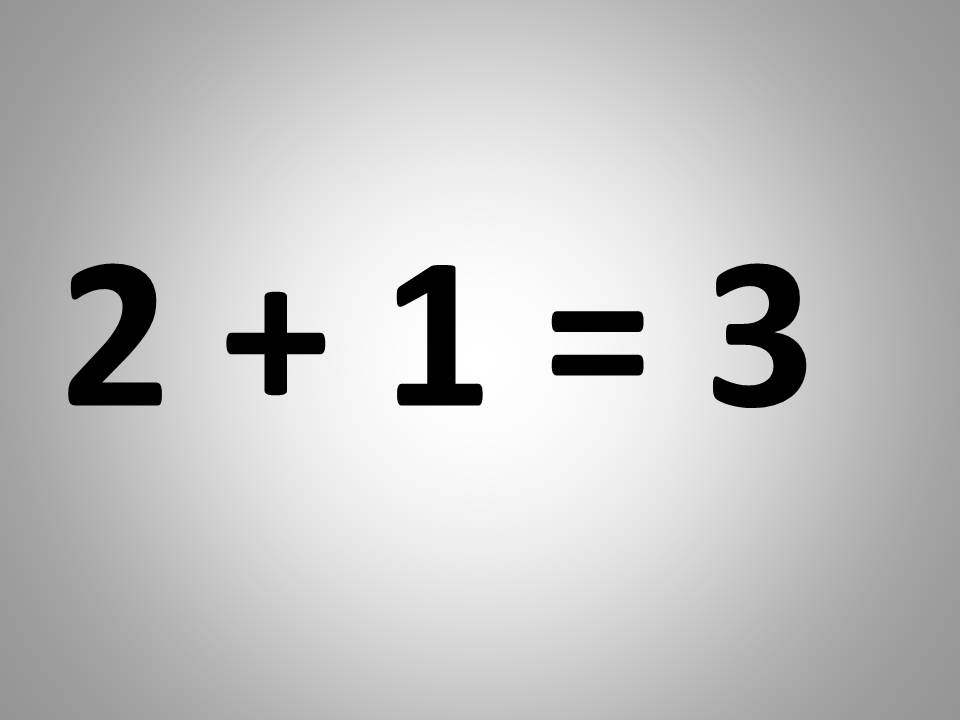 2 + 1 = 3